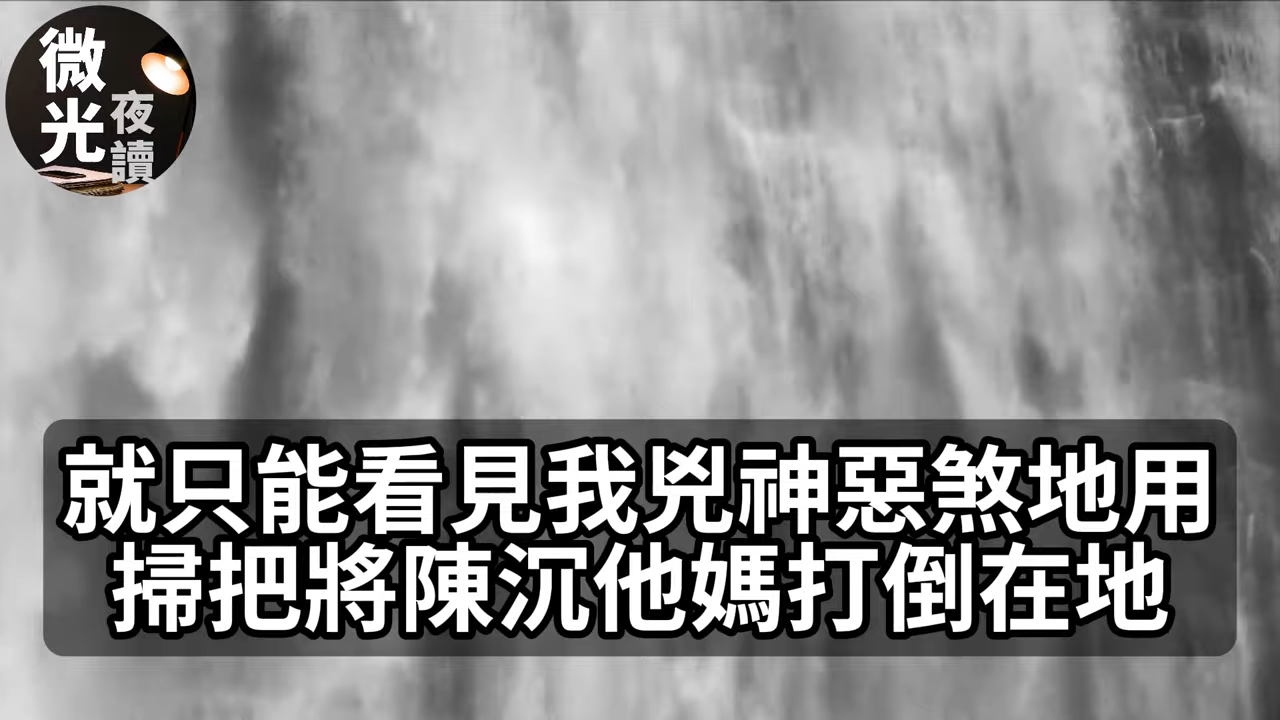 微光
夜讀
就只能看見我兇神惡煞地用
掃把將陳沉他媽打倒在地